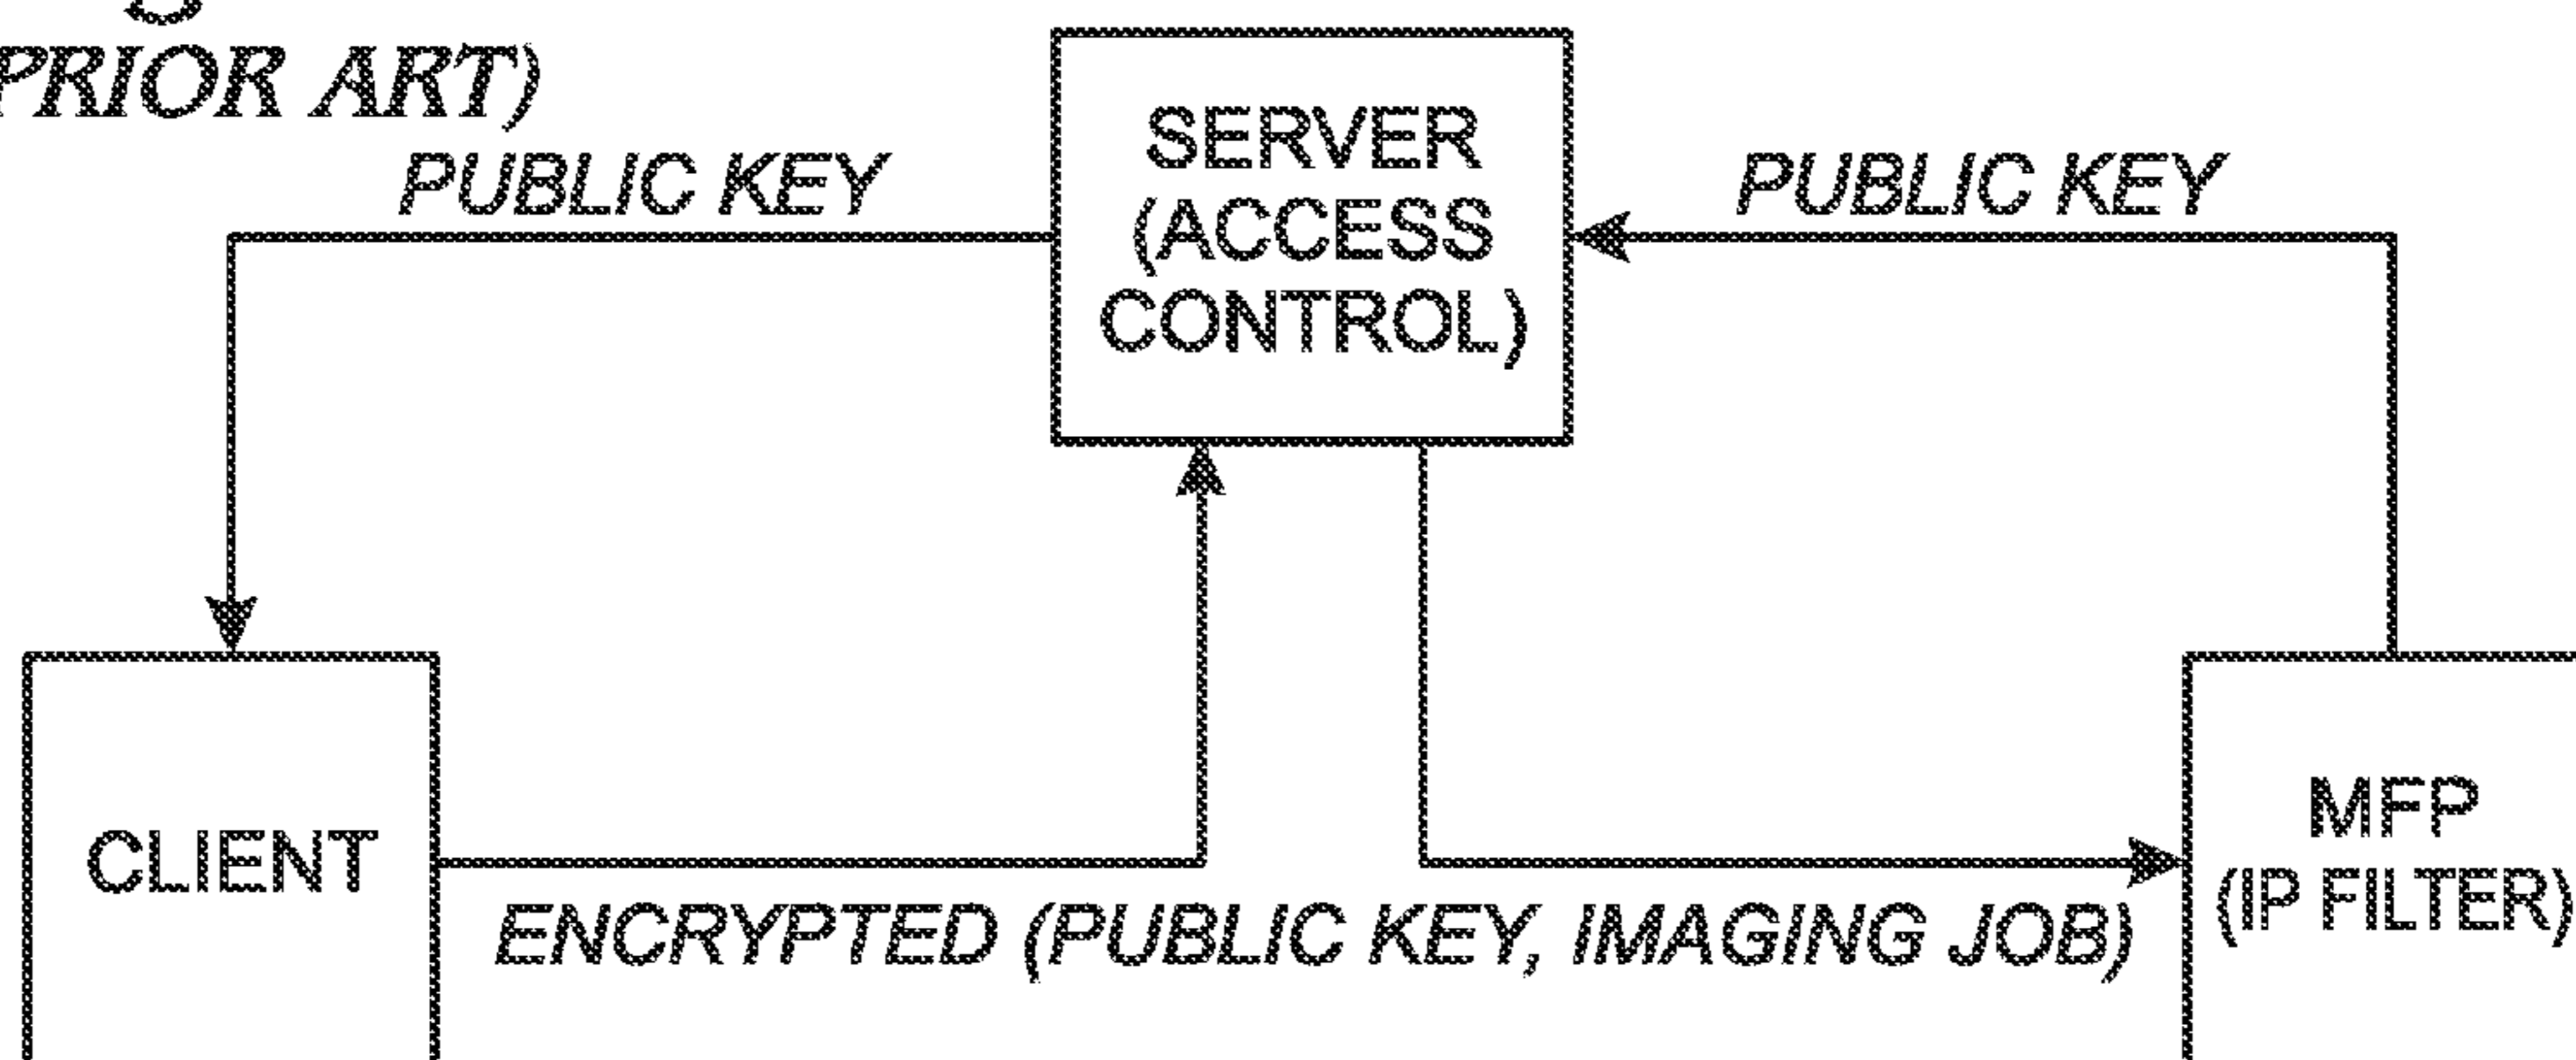 PRIOR ART)
PUBLIC KEY
SERVER
(ACCESS
CONTROL)
PUBLIC KEY
CLIENT
MFP
(IP FILTER)
ENCRYPTED (PUBLIC KEY, IMAGING JOB)